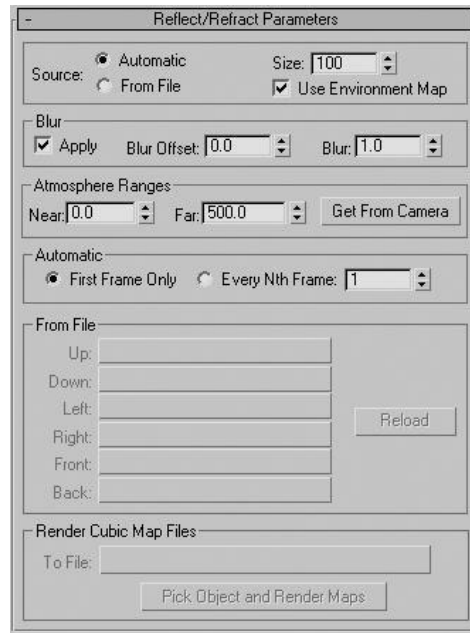 - Reflect/Refract Parameters
Source: Automatic Size: 100
From File Use Environment Map
Blur
Apply Blur Offset: 0.0 Blur: 1.0
Atmosphere Ranges
Near: 0.0 Far: 500.0 Get From Camera
Automatic
First Frame Only Every Nth Frame: 1
From File
Up:
Down:
Left:
Right:
Front:
Back:
Reload
Render Cubic Map Files
To File:
Pick Object and Render Maps